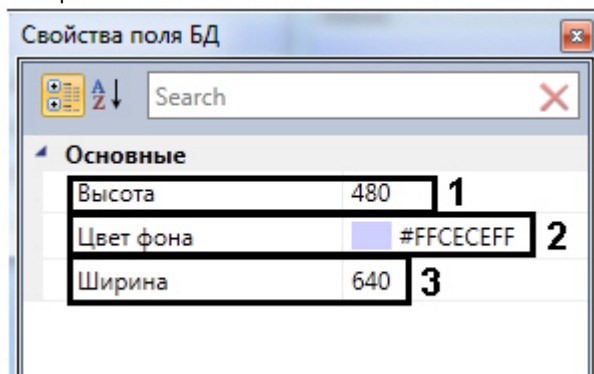 Свойства поля БД
A
Z
Search
Основные
Высота 480 1
Цвет фона #FFCECEFF 2
Ширина 640 3